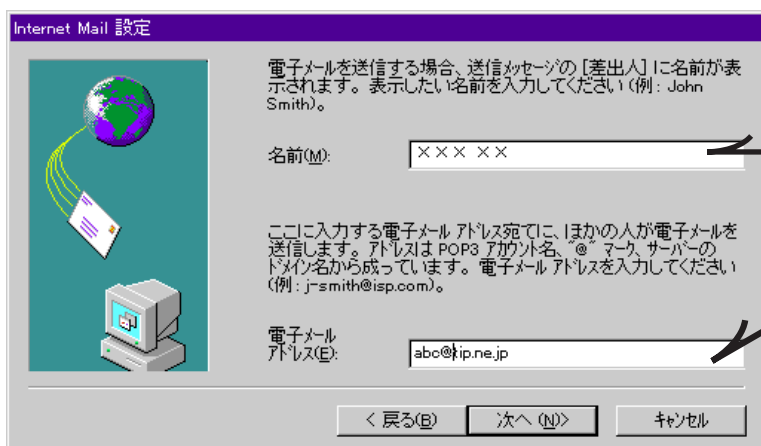 Internet Mail 設定
電子メールを送信する場合、送信メッセージの [差出人] に名前が表
示されます。表示したい名前を入力してください (例 : John
Smith)。
名前(M):
××× ××
ここに入力する電子メール アドレス宛てに、ほかの人が電子メールを
送信します。アドレスは POP3 アカウント名、"@" マーク、サーバーの
ドメイン名から成っています。電子メール アドレスを入力してください
(例 : j-smith@isp.com)。
電子メール
アドレス(E):
abc@tip.ne.jp
< 戻る(B)
次へ (N)>
キャンセル